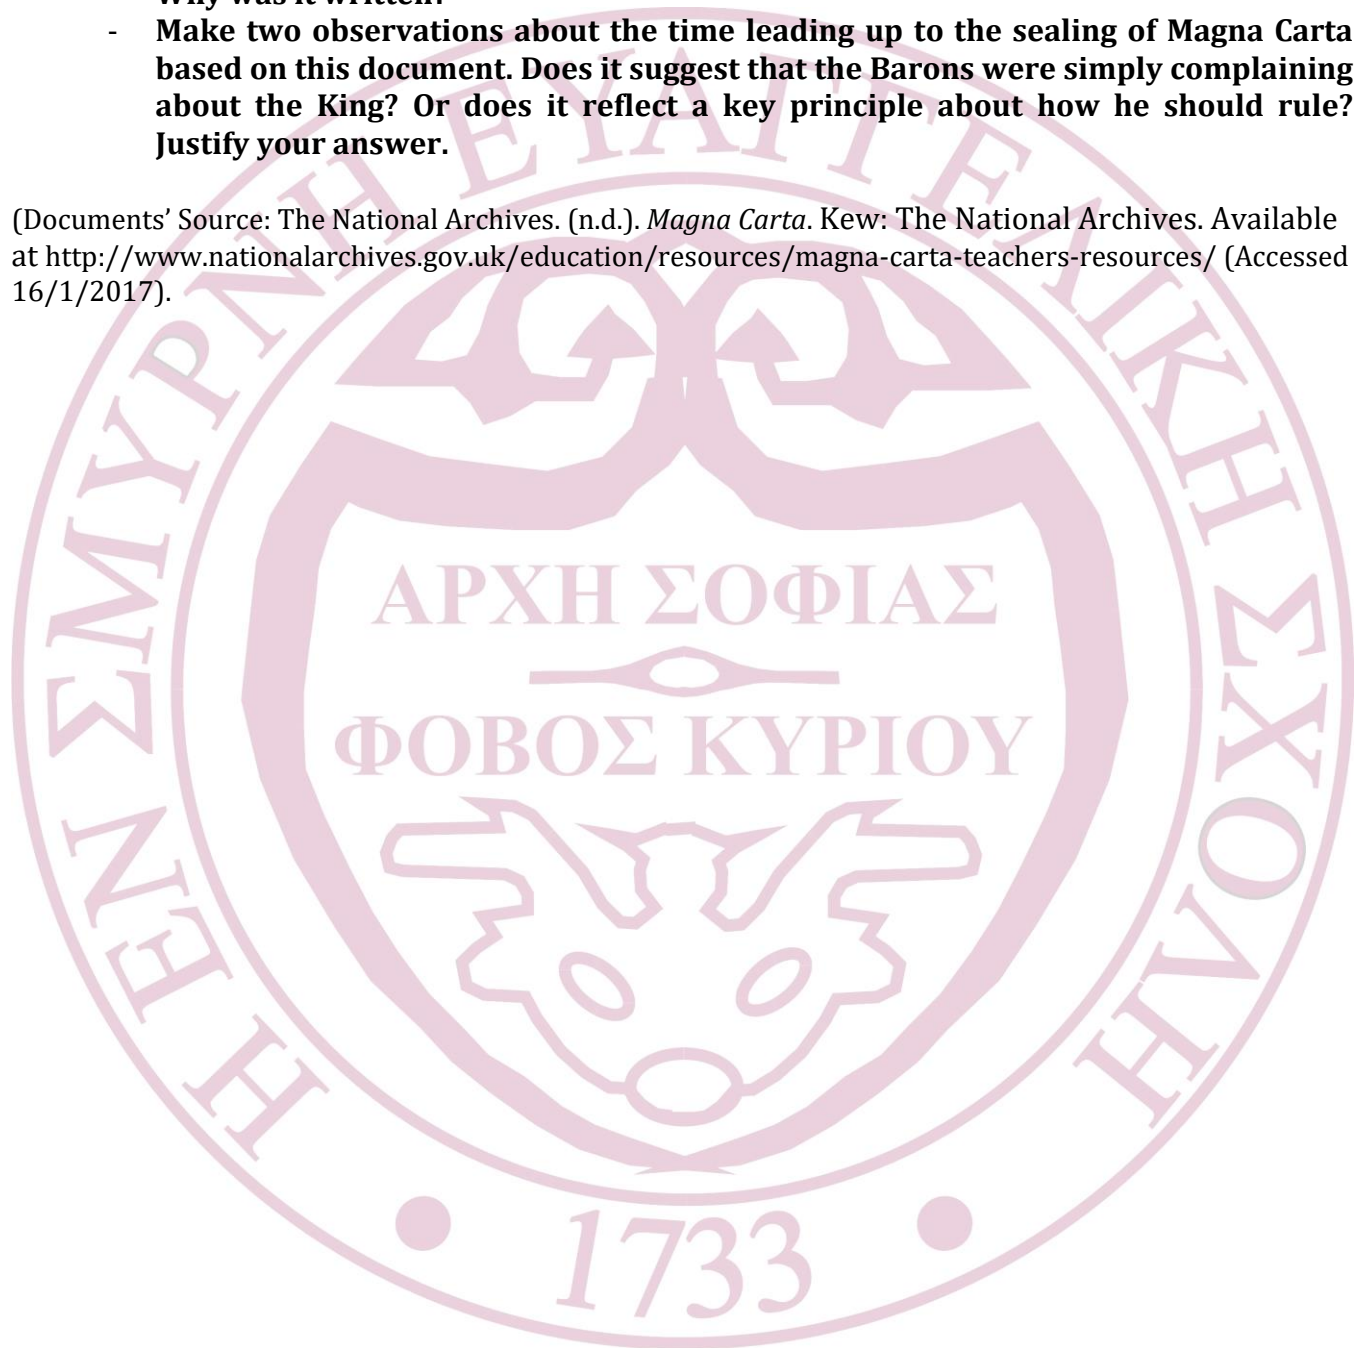 Why was it written?
- Make two observations about the time leading up to the sealing of Magna Carta
based on this document. Does it suggest that the Barons were simply complaining
about the King? Or does it reflect a key principle about how he should rule?
Justify your answer.
(Documents’ Source: The National Archives. (n.d.). Magna Carta. Kew: The National Archives. Available
at http://www.nationalarchives.gov.uk/education/resources/magna-carta-teachers-resources/ (Accessed
16/1/2017).
Η ΕΝ ΣΜΥΡΝΗ ΕΥΑΓΓΕΛΙΚΗ ΣΧΟΛΗ
ΑΡΧΗ ΣΟΦΙΑΣ
ΦΟΒΟΣ ΚΥΡΙΟΥ
• 1733 •